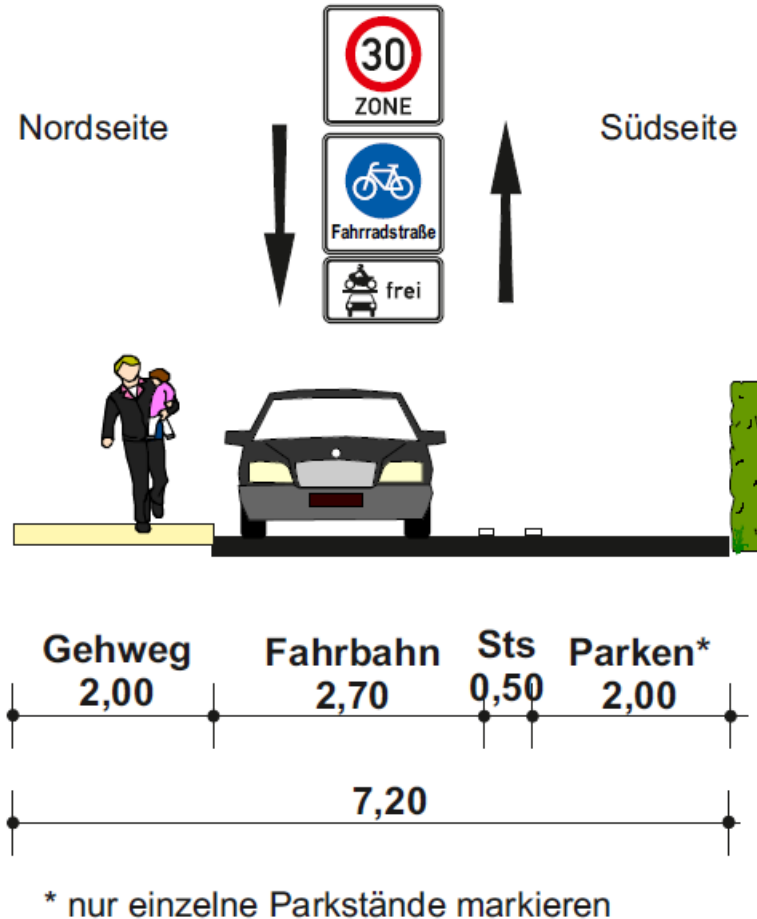 30
ZONE
Nordseite
Südseite
Fahrradstraße
frei
Gehweg Fahrbahn Sts Parken*
2,00 2,70 0,50 2,00
7,20
* nur einzelne Parkstände markieren